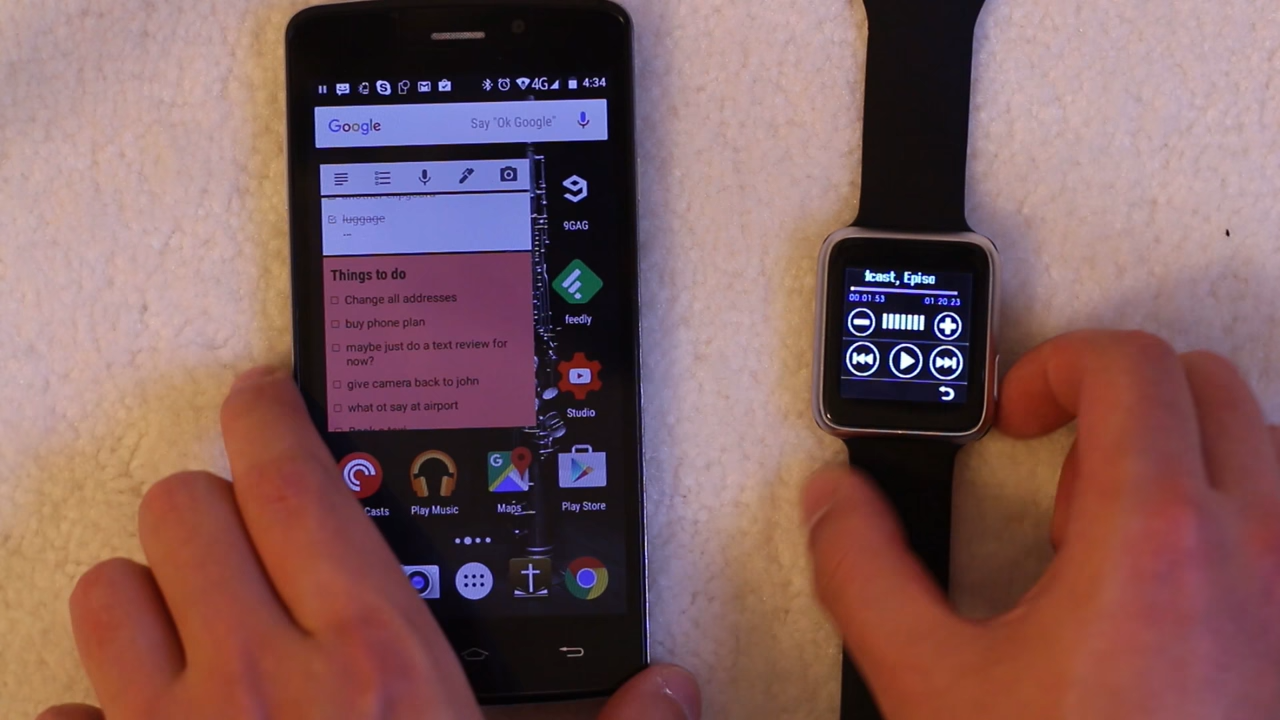 4G 4:34
Google Say "Ok Google"
luggage
...
Things to do
Change all addresses
buy phone plan
maybe just do a text review for
now?
give camera back to john
what ot say at airport
9GAG
feedly
Studio
Casts Play Music Maps Play Store
cast, Episo
00:01:53 01:20:23